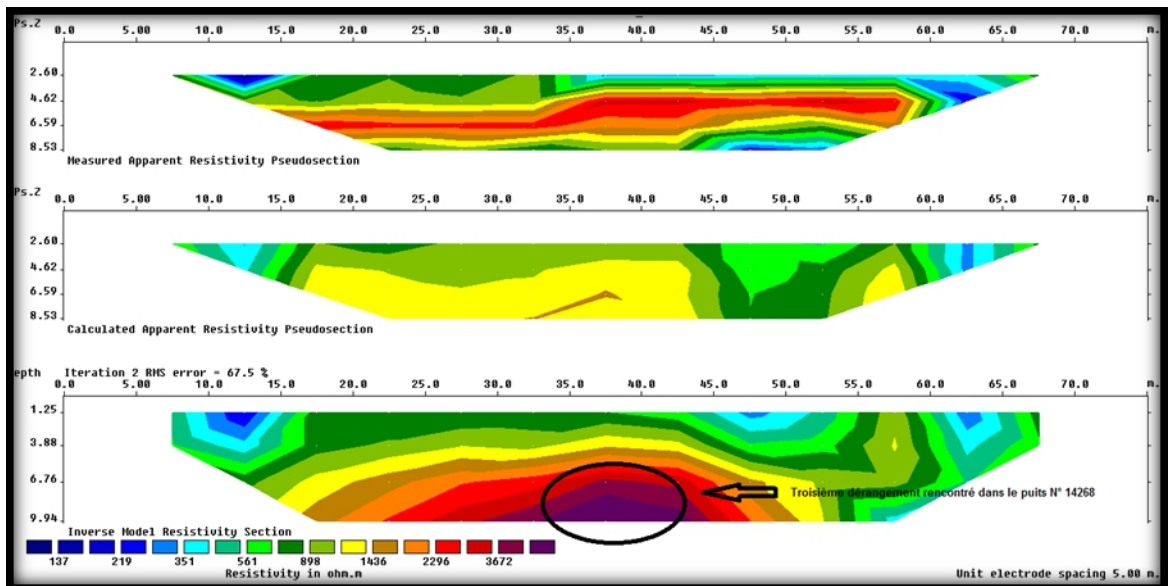 Ps.Z
0.0 5.00 10.0 15.0 20.0 25.0 30.0 35.0 40.0 45.0 50.0 55.0 60.0 65.0 70.0 m.
2.60
4.62
6.59
8.53
Measured Apparent Resistivity Pseudosection
Ps.Z
0.0 5.00 10.0 15.0 20.0 25.0 30.0 35.0 40.0 45.0 50.0 55.0 60.0 65.0 70.0 m.
2.60
4.62
6.59
8.53
Calculated Apparent Resistivity Pseudosection
epth Iteration 2 RMS error = 67.5 %
0.0 5.00 10.0 15.0 20.0 25.0 30.0 35.0 40.0 45.0 50.0 55.0 60.0 65.0 70.0 m.
1.25
3.88
6.76
Troisième dérangement rencontré dans le puits N° 14268
9.94
Inverse Model Resistivity Section
137 219 351 561 898 1436 2296 3672
Resistivity in ohm.m
Unit electrode spacing 5.00 m.